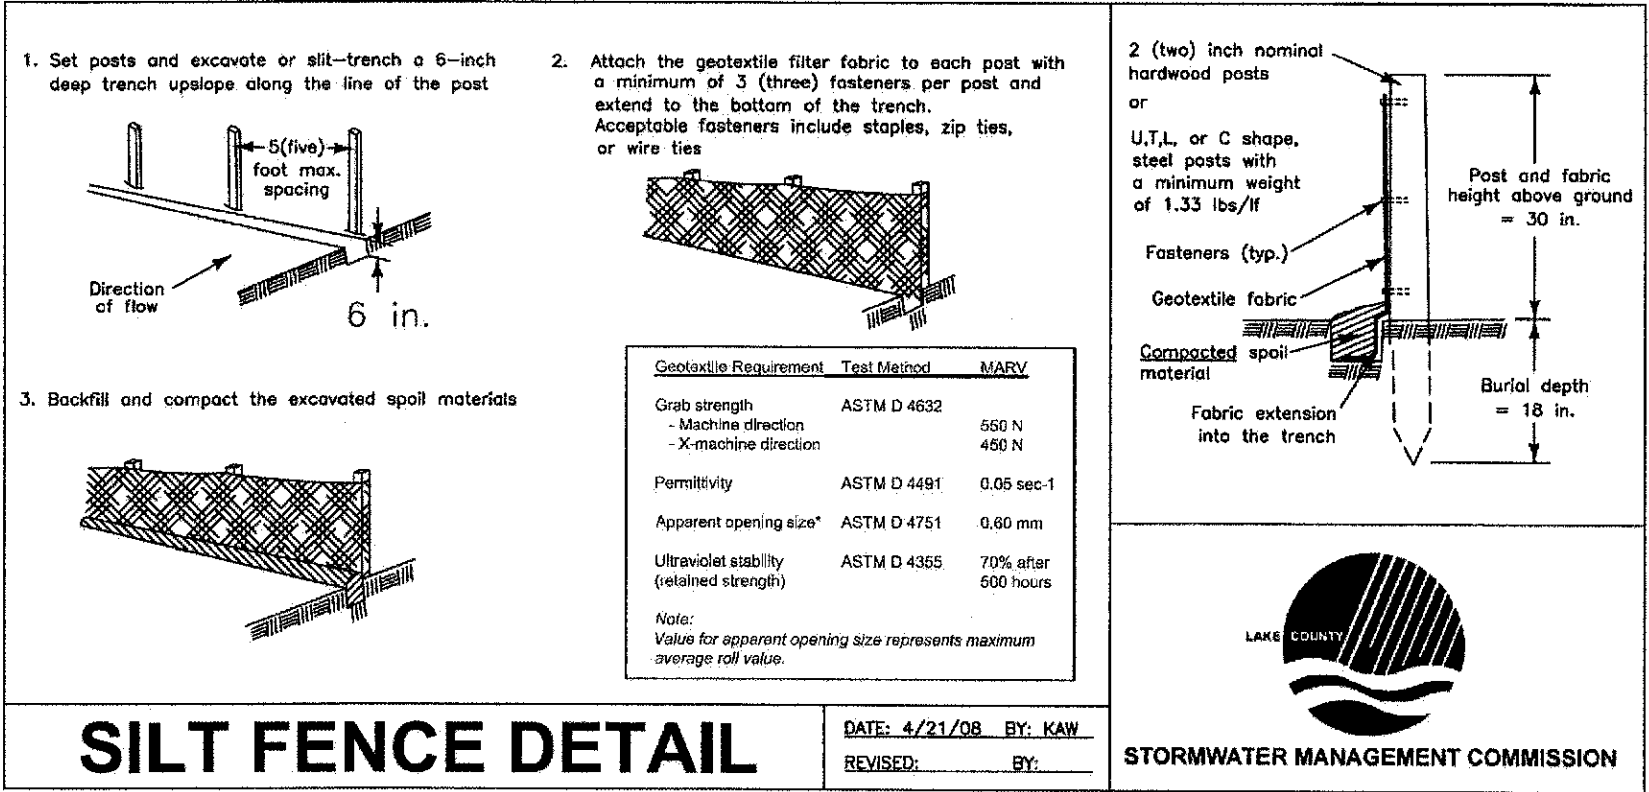 1. Set posts and excavate or slit-trench a 6-inch
deep trench upslope along the line of the post
5(five)
foot max.
spacing
Direction
of flow
6 in.
2. Attach the geotextile filter fabric to each post with
a minimum of 3 (three) fasteners per post and
extend to the bottom of the trench.
Acceptable fasteners include staples, zip ties,
or wire ties
3. Backfill and compact the excavated spoil materials
Geotextile Requirement Test Method MARV
Grab strength ASTM D 4632
- Machine direction 550 N
- X-machine direction 450 N
Permittivity ASTM D 4491 0.05 sec-1
Apparent opening size* ASTM D 4751 0.60 mm
Ultraviolet stability ASTM D 4355 70% after
(retained strength) 500 hours
Note:
Value for apparent opening size represents maximum
average roll value.
2 (two) inch nominal
hardwood posts
or
U,T,L, or C shape,
steel posts with
a minimum weight
of 1.33 lbs/lf
Fasteners (typ.)
Geotextile fabric
Compacted spoil
material
Fabric extension
into the trench
Post and fabric
height above ground
= 30 in.
Burial depth
= 18 in.
LAKE COUNTY
STORMWATER MANAGEMENT COMMISSION
SILT FENCE DETAIL
DATE: 4/21/08 BY: KAW
REVISED: BY: